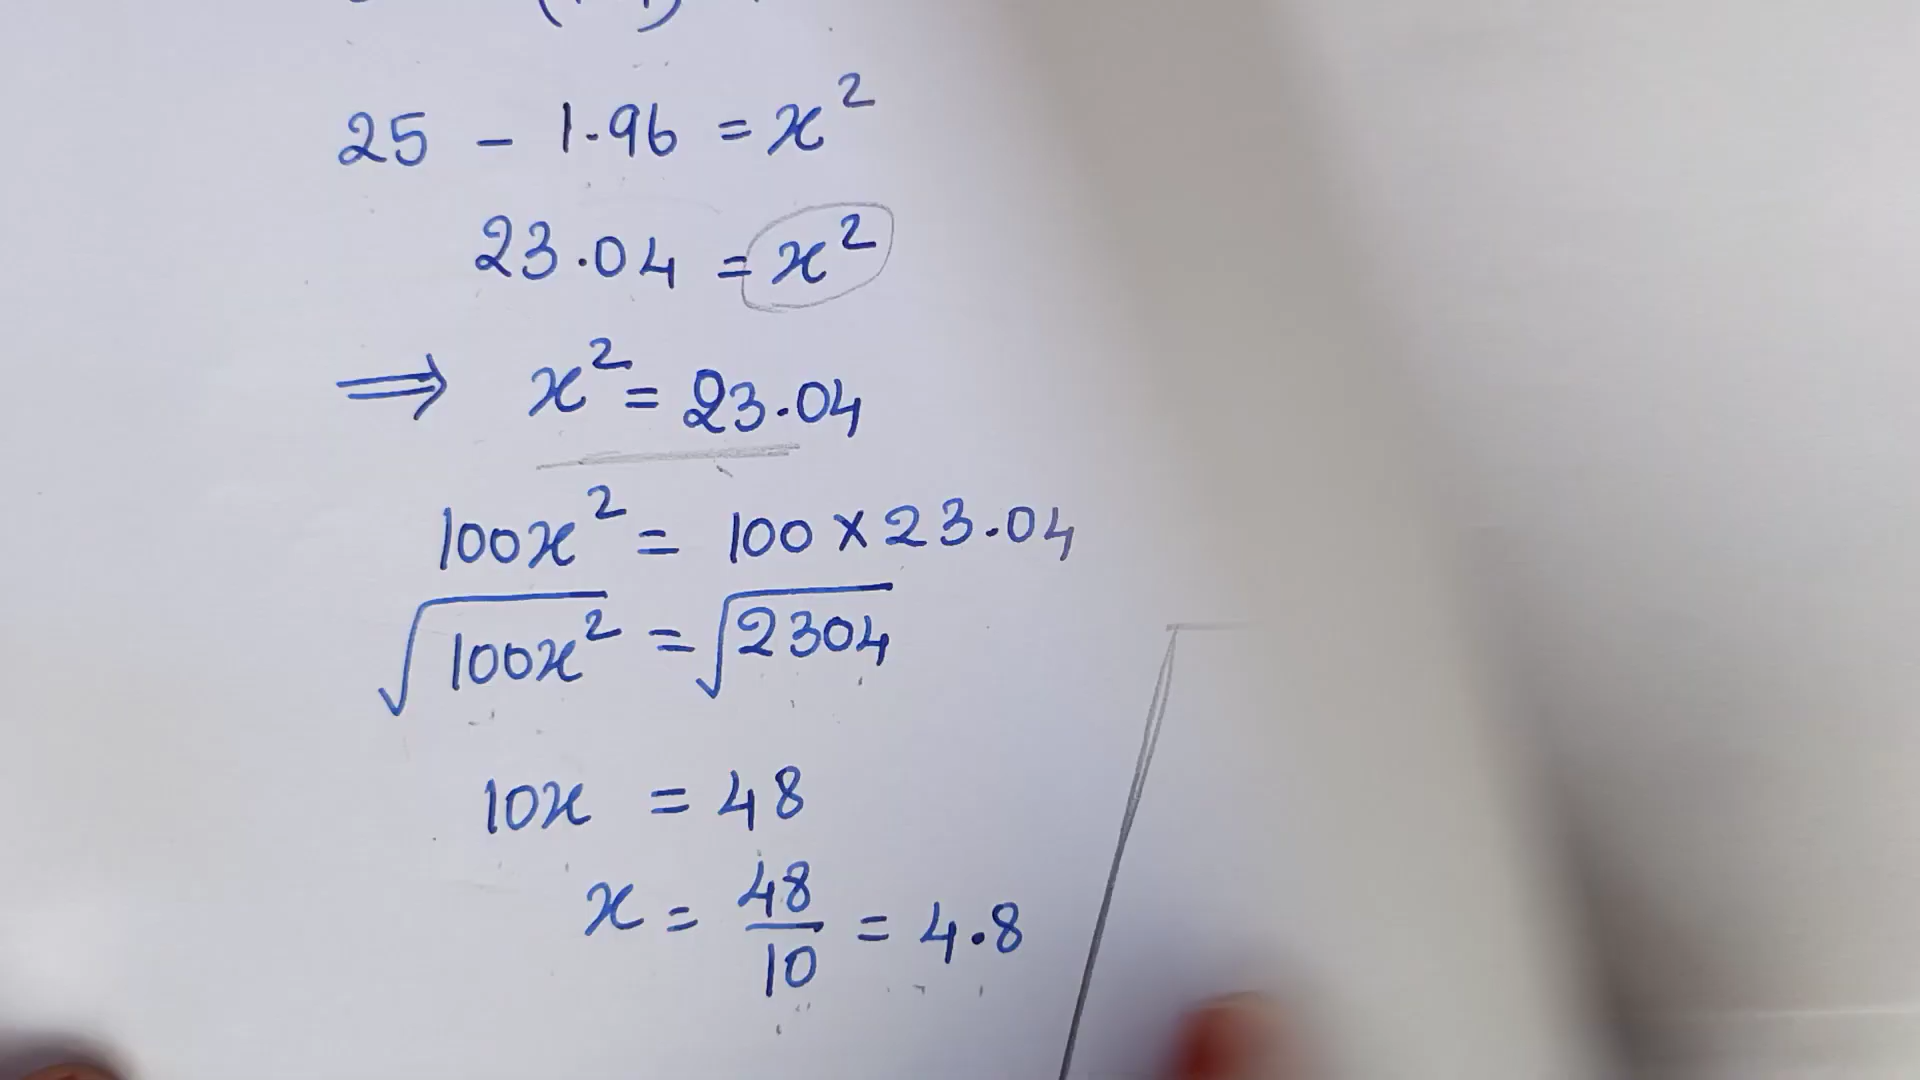 25 - 1.96 = x²
23.04 = x²
⇒ x² = 23.04
100x² = 100 × 23.04
√100x² = √2304
10x = 48
x = 48/10 = 4.8